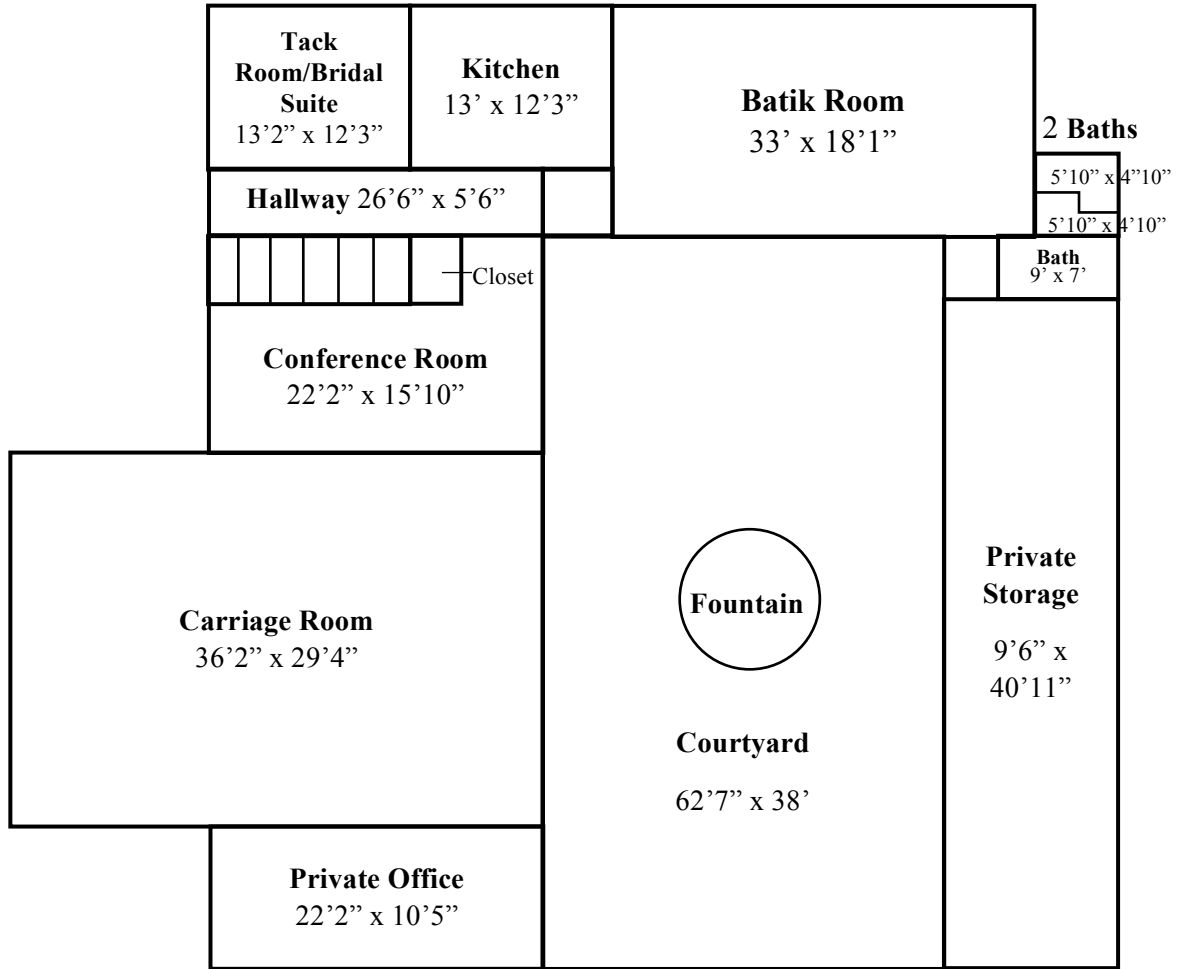 Tack
Room/Bridal
Suite
13’2” x 12’3”
Kitchen
13’ x 12’3”
Batik Room
33’ x 18’1”
2 Baths
5’10” x 4”10”
5’10” x 4’10”
Hallway 26’6” x 5’6”
Bath
9’ x 7’
Closet
Conference Room
22’2” x 15’10”
Carriage Room
36’2” x 29’4”
Fountain
Private
Storage
9’6” x
40’11”
Courtyard
62’7” x 38’
Private Office
22’2” x 10’5”